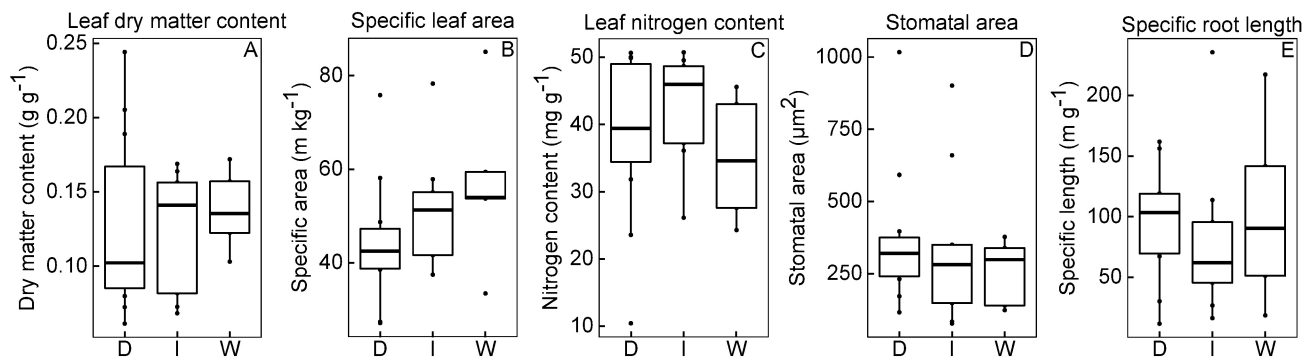 Leaf dry matter content
A
Dry matter content (g g⁻¹)
0.25
0.20
0.15
0.10
D I W
Specific leaf area
B
Specific area (m kg⁻¹)
80
60
40
D I W
Leaf nitrogen content
C
Nitrogen content (mg g⁻¹)
50
40
30
20
10
D I W
Stomatal area
D
Stomatal area (µm²)
1000
750
500
250
D I W
Specific root length
E
Specific length (m g⁻¹)
200
150
100
50
D I W